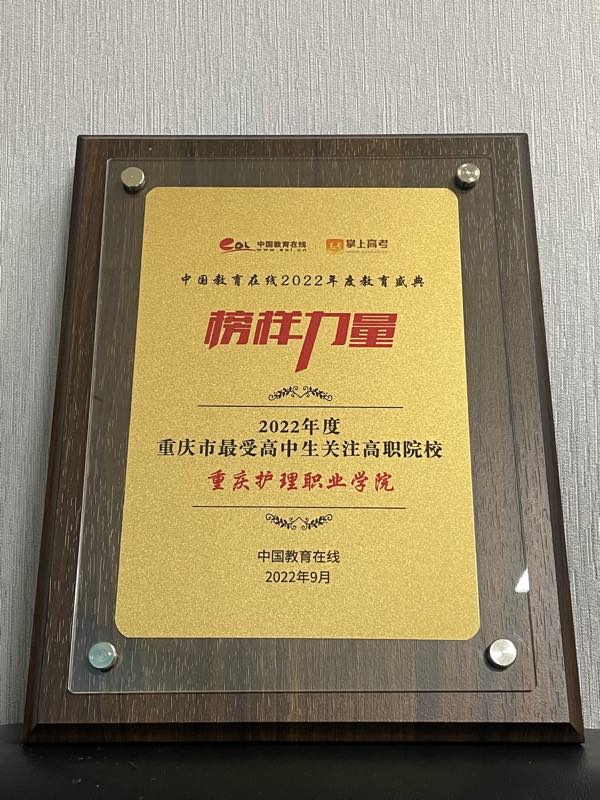 eol 中国教育在线 掌上高考
www.eol.cn
中国教育在线2022年度教育盛典
榜样力量
2022年度
重庆市最受高中生关注高职院校
重庆护理职业学院
中国教育在线
2022年9月